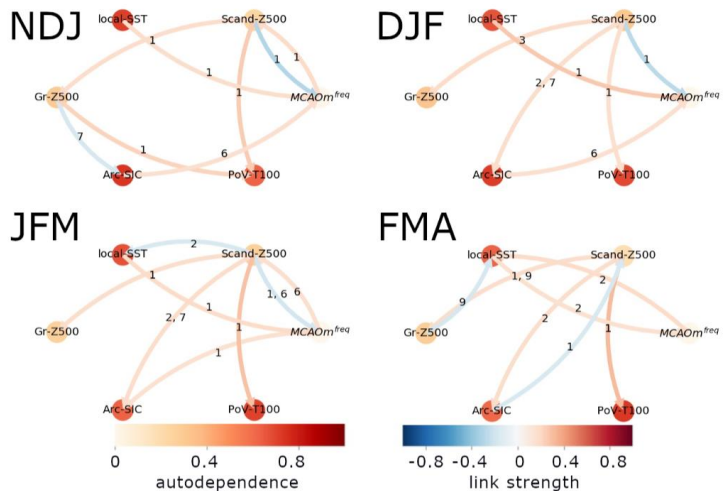 NDJ
local-SST
Scand-Z500
1
1
1
1
Gr-Z500
1
MCAOm^freq
7
1
6
Arc-SIC
PoV-T100
DJF
local-SST
Scand-Z500
3
1
1
2, 7
Gr-Z500
1
MCAOm^freq
6
Arc-SIC
PoV-T100
JFM
2
local-SST
Scand-Z500
1
1, 6
6
1
2, 7
Gr-Z500
1
MCAOm^freq
1
Arc-SIC
PoV-T100
FMA
local-SST
Scand-Z500
1, 9
2
9
2
2
Gr-Z500
1
MCAOm^freq
1
Arc-SIC
PoV-T100
0 0.4 0.8
autodependence
-0.8 -0.4 0 0.4 0.8
link strength